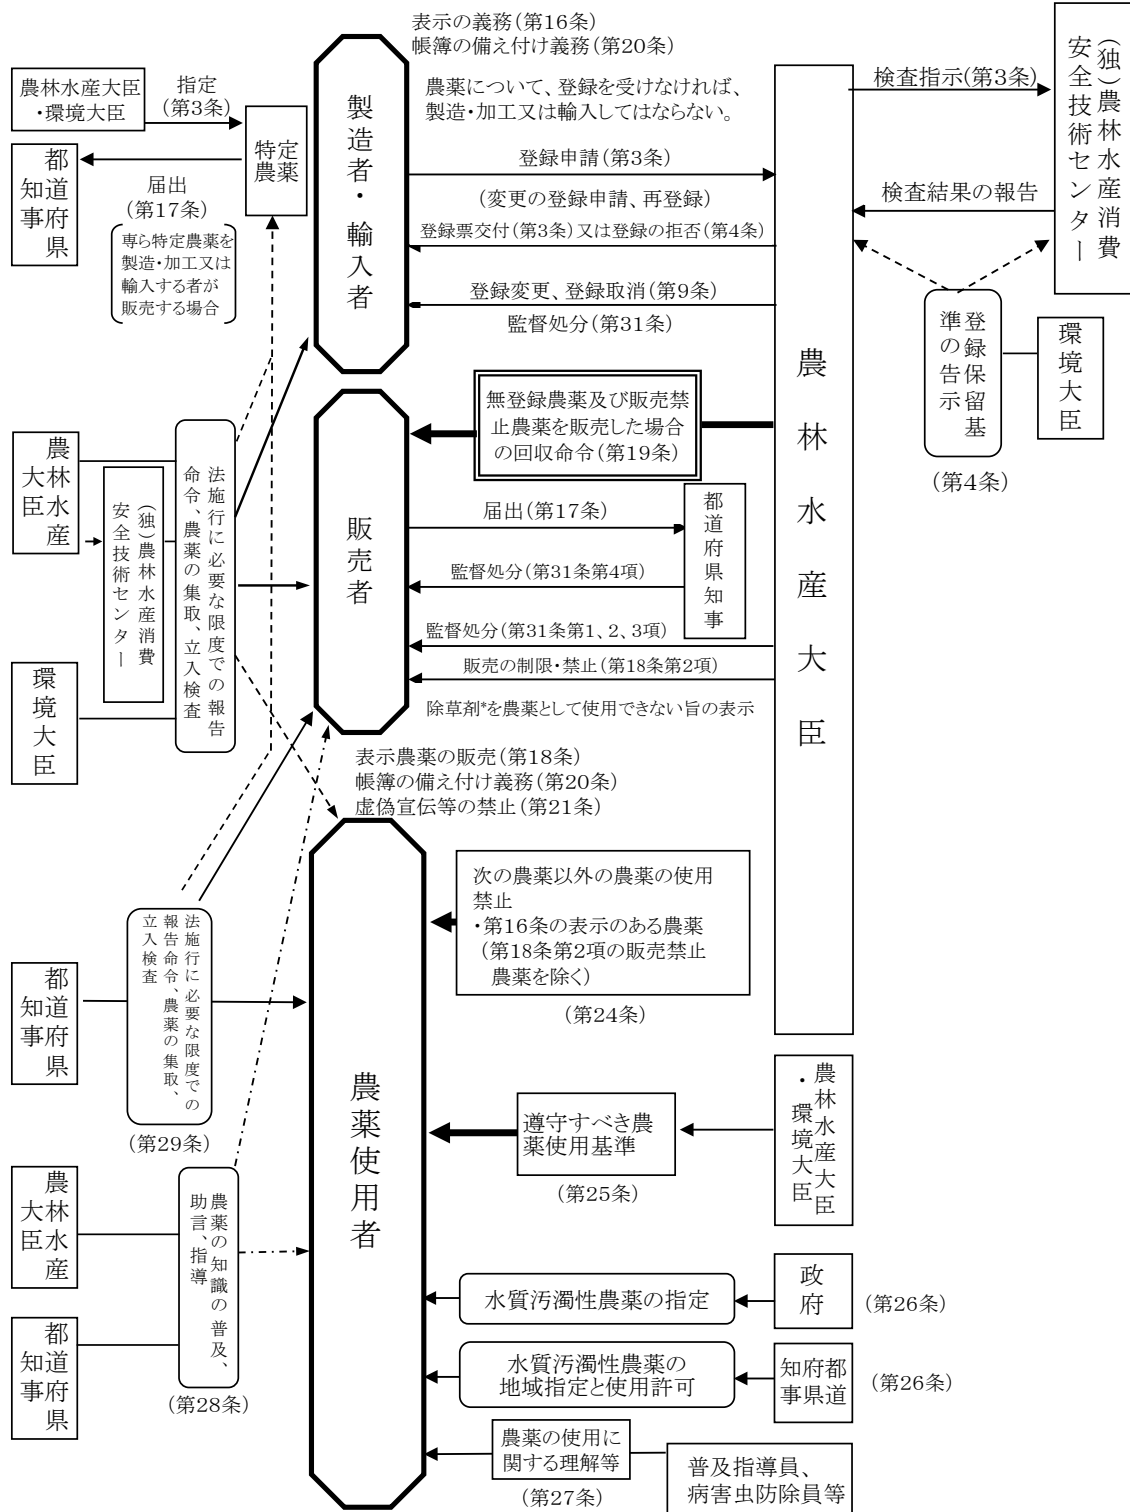 表示の義務(第16条)
帳簿の備え付け義務(第20条)
農林水産大臣
・環境大臣
指定
(第3条)
特定
農薬
都道府県
知事
届出
(第17条)
専ら特定農薬を
製造・加工又は
輸入する者が
販売する場合
製造者・輸入者
農薬について、登録を受けなければ、
製造・加工又は輸入してはならない。
登録申請(第3条)
(変更の登録申請、再登録)
登録票交付(第3条)又は登録の拒否(第4条)
登録変更、登録取消(第9条)
監督処分(第31条)
農林水産大臣
検査指示(第3条)
検査結果の報告
(独)農林水産消費
安全技術センター
登録保留基
準の告示
(第4条)
環境大臣
無登録農薬及び販売禁
止農薬を販売した場合
の回収命令(第19条)
販売者
届出(第17条)
都道府県知事
監督処分(第31条第4項)
監督処分(第31条第1、2、3項)
販売の制限・禁止(第18条第2項)
除草剤*を農薬として使用できない旨の表示
農林水産
大臣
(独)農林水産消費
安全技術センター
法施行に必要な限度での報告
命令、農薬の集取、立入検査
環境大臣
表示農薬の販売(第18条)
帳簿の備え付け義務(第20条)
虚偽宣伝等の禁止(第21条)
農薬使用者
次の農薬以外の農薬の使用
禁止
・第16条の表示のある農薬
(第18条第2項の販売禁止
農薬を除く)
(第24条)
都道府県
知事
法施行に必要な限度での
報告命令、農薬の集取、
立入検査
(第29条)
遵守すべき農
薬使用基準
(第25条)
農林水産大臣
・環境大臣
農林水産
大臣
都道府県
知事
農薬の知識の普及、
助言、指導
(第28条)
水質汚濁性農薬の指定
政府
(第26条)
水質汚濁性農薬の
地域指定と使用許可
知府都
事県道
(第26条)
農薬の使用に
関する理解等
(第27条)
普及指導員、
病害虫防除員等